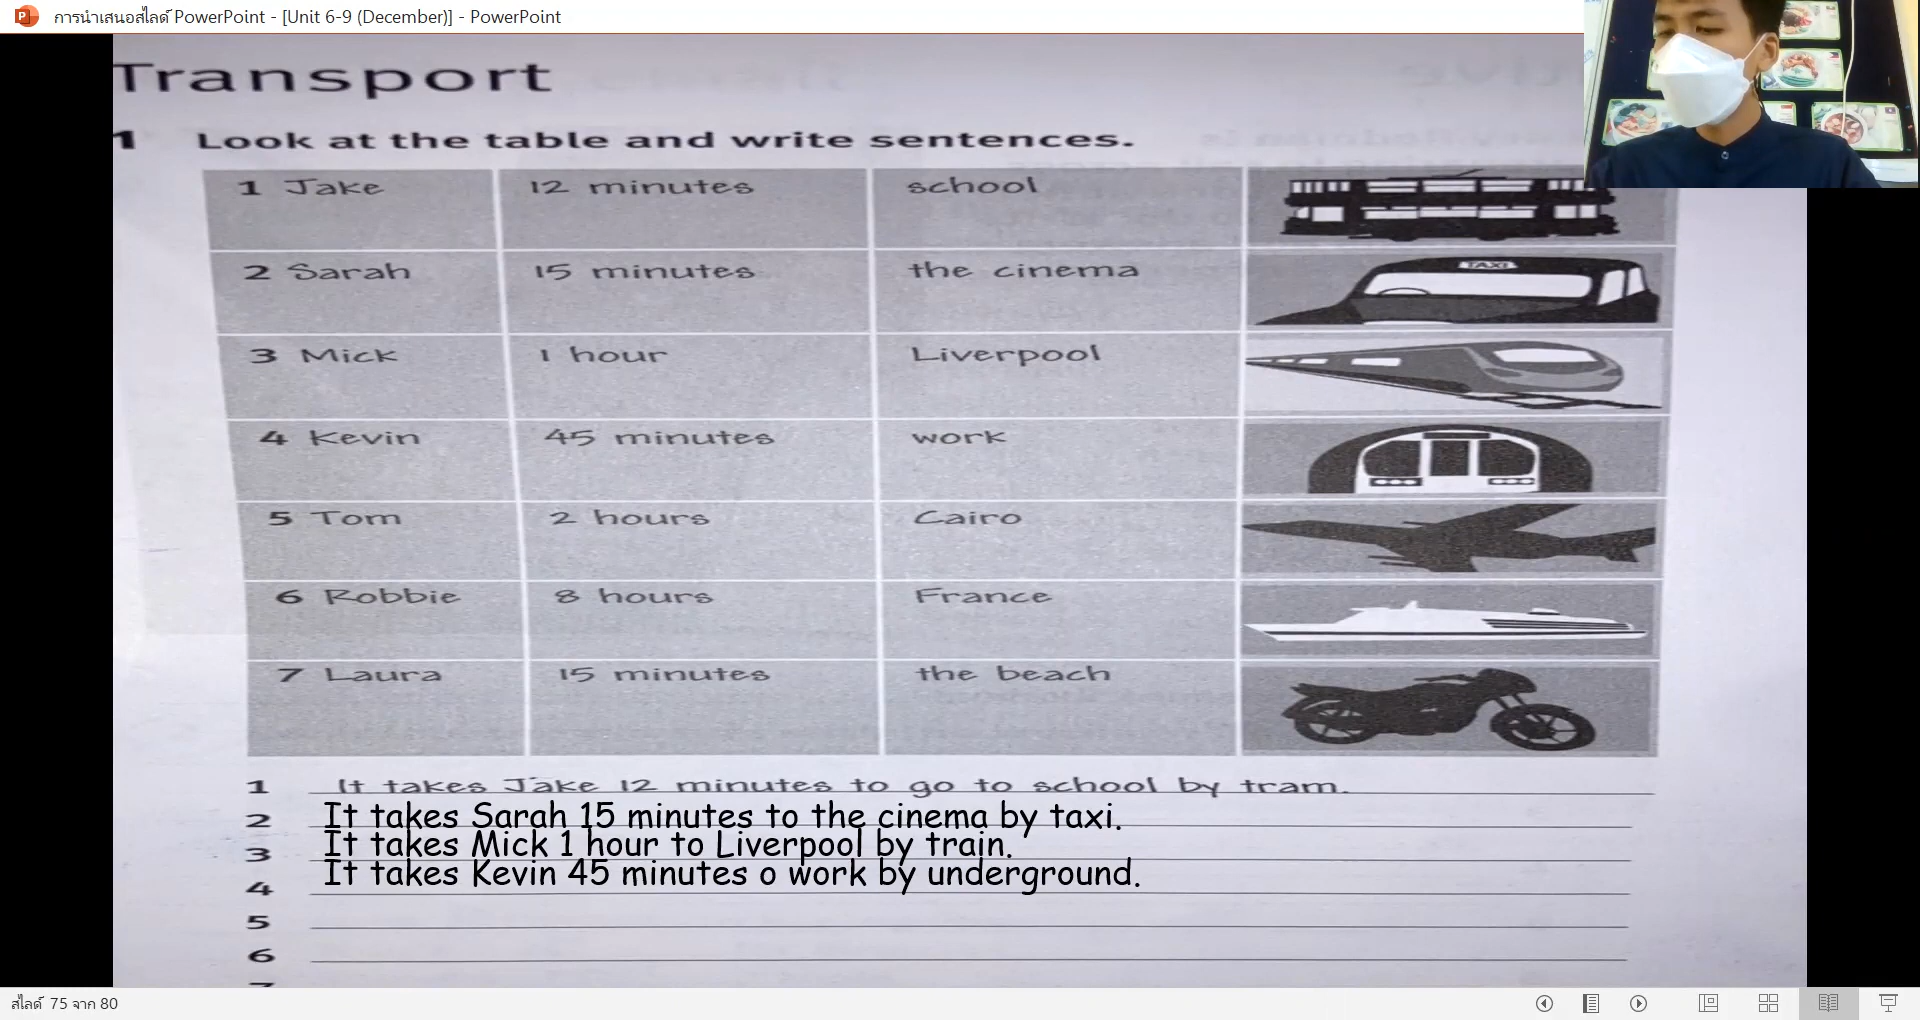 การนำเสนอสไลด์ PowerPoint - [Unit 6-9 (December)] - PowerPoint
Transport
1 Look at the table and write sentences.
1 Jake 12 minutes school
2 Sarah 15 minutes the cinema
TAXI
3 Mick 1 hour Liverpool
4 Kevin 45 minutes work
5 Tom 2 hours Cairo
6 Robbie 8 hours France
7 Laura 15 minutes the beach
1 It takes Jake 12 minutes to go to school by tram.
2 It takes Sarah 15 minutes to the cinema by taxi.
3 It takes Mick 1 hour to Liverpool by train.
4 It takes Kevin 45 minutes o work by underground.
5
6
สไลด์ 75 จาก 80